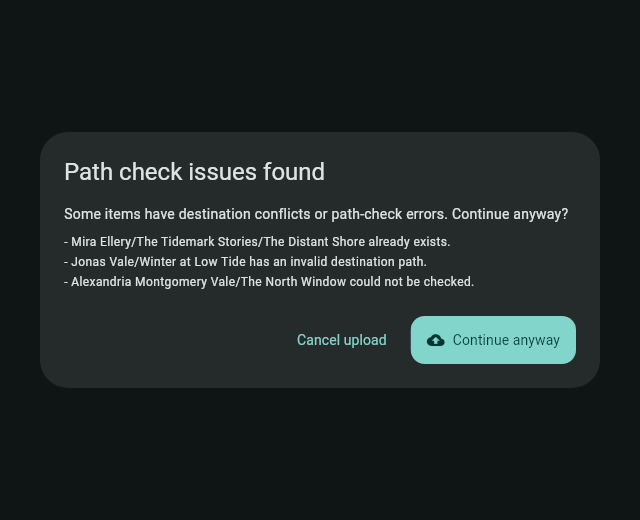 Path check issues found
Some items have destination conflicts or path-check errors. Continue anyway?
- Mira Ellery/The Tidemark Stories/The Distant Shore already exists.
- Jonas Vale/Winter at Low Tide has an invalid destination path.
- Alexandria Montgomery Vale/The North Window could not be checked.
Cancel upload
Continue anyway